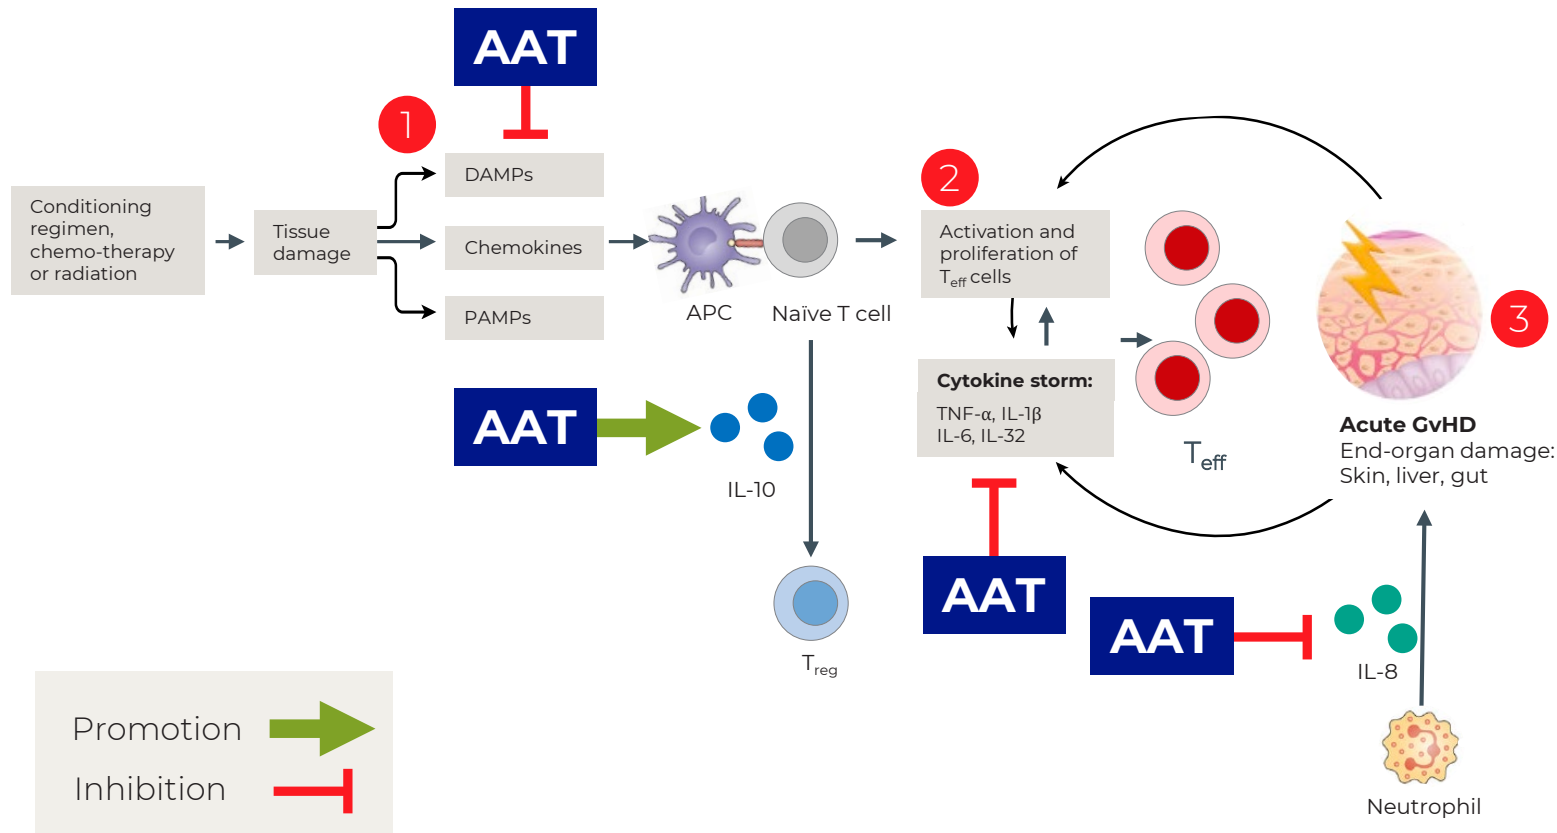 AAT
1
DAMPs
Conditioning
regimen,
chemo-therapy
or radiation
Tissue
damage
Chemokines
PAMPs
APC
Naïve T cell
2
Activation and
proliferation of
Teff cells
Cytokine storm:
TNF-α, IL-1β
IL-6, IL-32
Teff
3
Acute GvHD
End-organ damage:
Skin, liver, gut
AAT
IL-10
Treg
AAT
AAT
IL-8
Neutrophil
Promotion
Inhibition